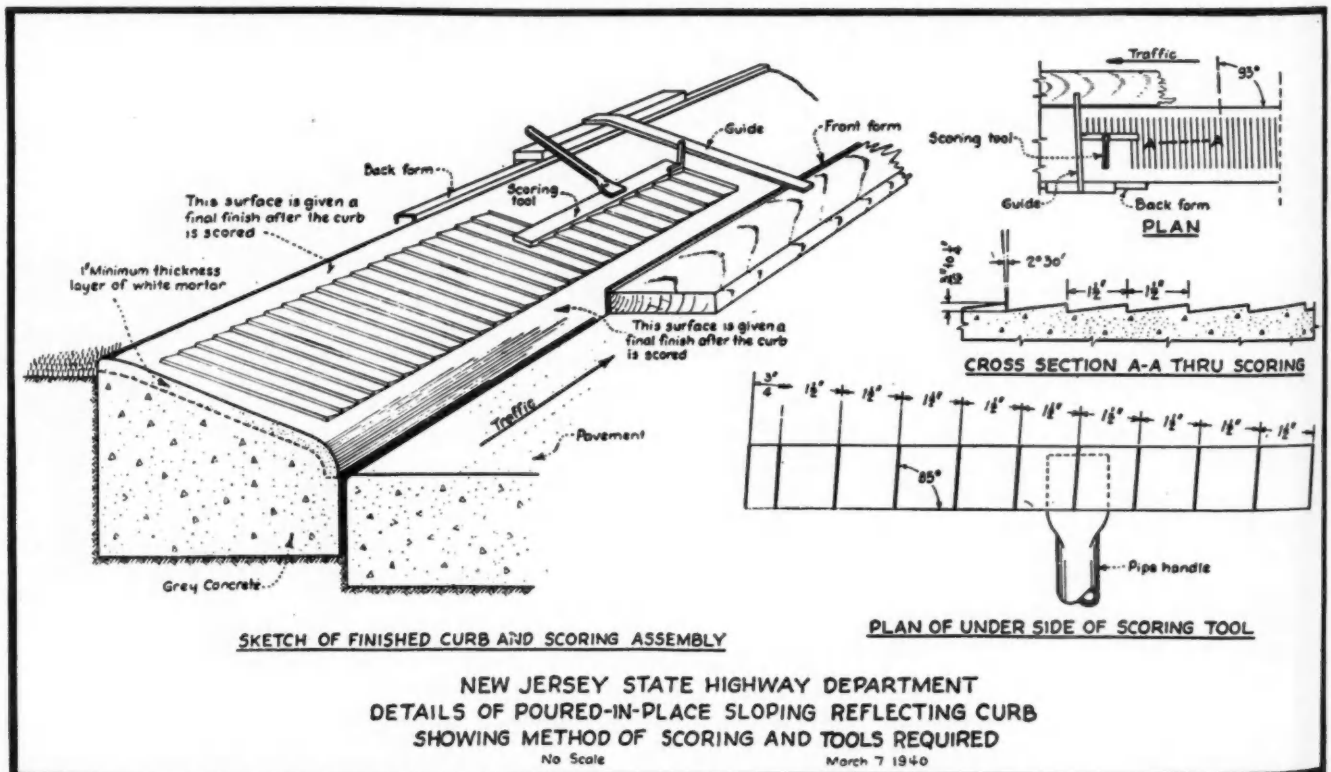 Traffic
93°
Guide
Front form
Scoring tool
Back form
Scoring
tool
This surface is given a
final finish after the curb
is scored
Guide
Back form
PLAN
1" Minimum thickness
layer of white mortar
2°30'
1½"
1½"
This surface is given a
final finish after the curb
is scored
CROSS SECTION A-A THRU SCORING
A
A
¾"
1½"
1½"
1½"
1½"
1½"
1½"
1½"
1½"
1½"
Traffic
Pavement
85°
Grey Concrete
Pipe handle
SKETCH OF FINISHED CURB AND SCORING ASSEMBLY
PLAN OF UNDER SIDE OF SCORING TOOL
NEW JERSEY STATE HIGHWAY DEPARTMENT
DETAILS OF POURED-IN-PLACE SLOPING REFLECTING CURB
SHOWING METHOD OF SCORING AND TOOLS REQUIRED
No Scale March 7 1940